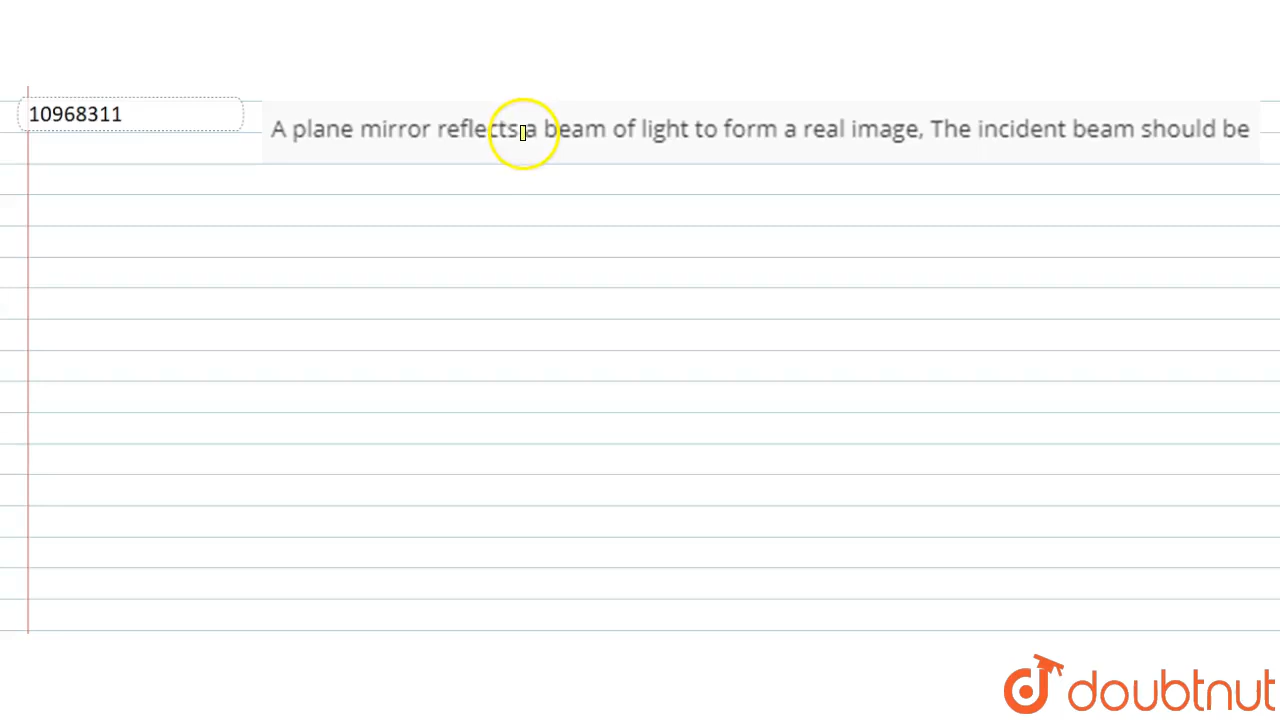 10968311
A plane mirror reflects a beam of light to form a real image, The incident beam should be
doubtnut